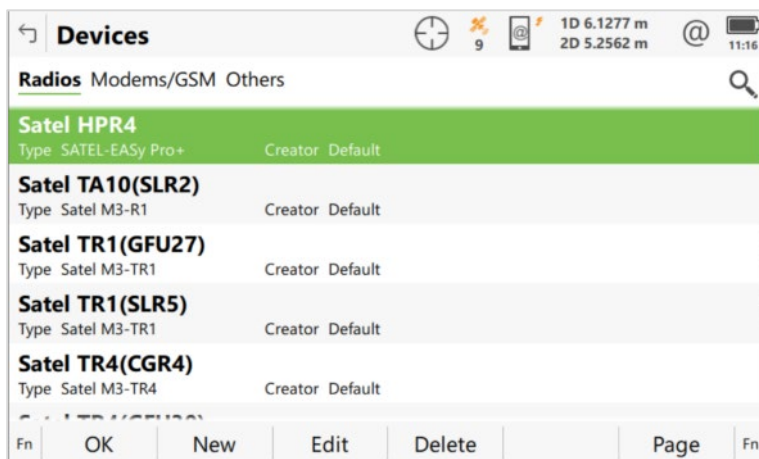 Devices
9
@
1D 6.1277 m
2D 5.2562 m
@
11:16
Radios Modems/GSM Others
Satel HPR4
Type SATEL-EASy Pro+ Creator Default
Satel TA10(SLR2)
Type Satel M3-R1 Creator Default
Satel TR1(GFU27)
Type Satel M3-TR1 Creator Default
Satel TR1(SLR5)
Type Satel M3-TR1 Creator Default
Satel TR4(CGR4)
Type Satel M3-TR4 Creator Default
Fn OK New Edit Delete Page Fn